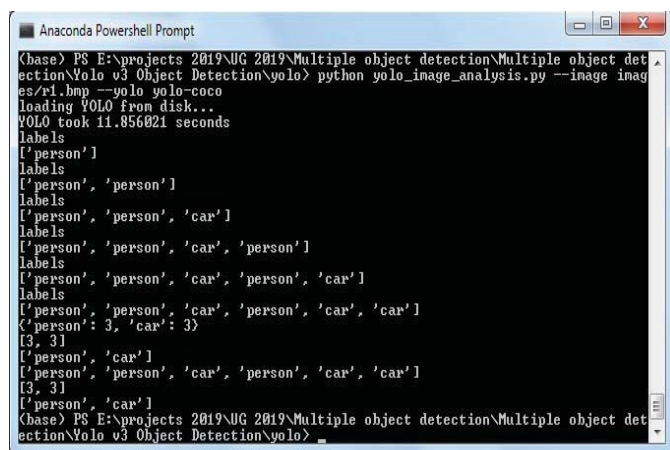 Anaconda Powershell Prompt
(base) PS E:\projects 2019\UG 2019\Multiple object detection\Multiple object det
ection\Yolo v3 Object Detection\yolo> python yolo_image_analysis.py --image imag
es/r1.bmp --yolo yolo-coco
loading YOLO from disk...
YOLO took 11.856021 seconds
labels
['person']
labels
['person', 'person']
labels
['person', 'person', 'car']
labels
['person', 'person', 'car', 'person']
labels
['person', 'person', 'car', 'person', 'car']
labels
['person', 'person', 'car', 'person', 'car', 'car']
{'person': 3, 'car': 3}
[3, 3]
['person', 'car']
['person', 'person', 'car', 'person', 'car', 'car']
[3, 3]
['person', 'car']
(base) PS E:\projects 2019\UG 2019\Multiple object detection\Multiple object det
ection\Yolo v3 Object Detection\yolo> _